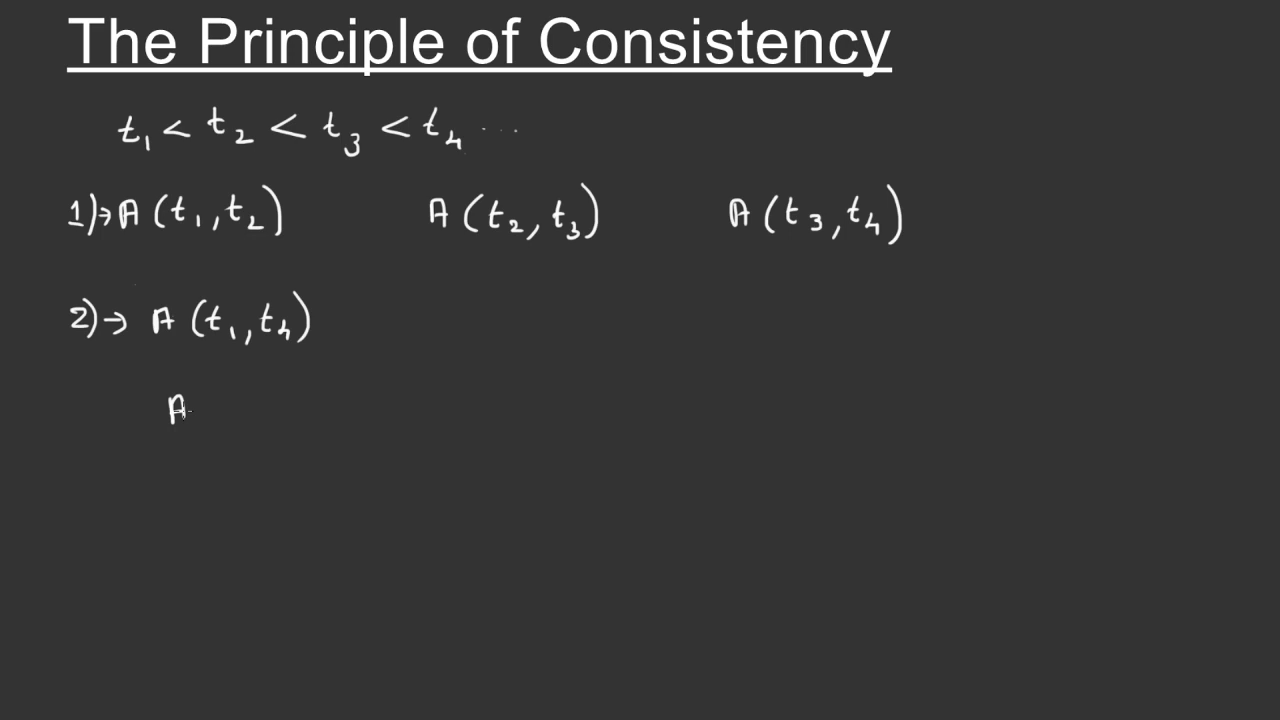 The Principle of Consistency
t₁ < t₂ < t₃ < t₄ ...
1)→ A (t₁,t₂) A (t₂,t₃) A (t₃,t₄)
2)→ A (t₁,t₄)
A